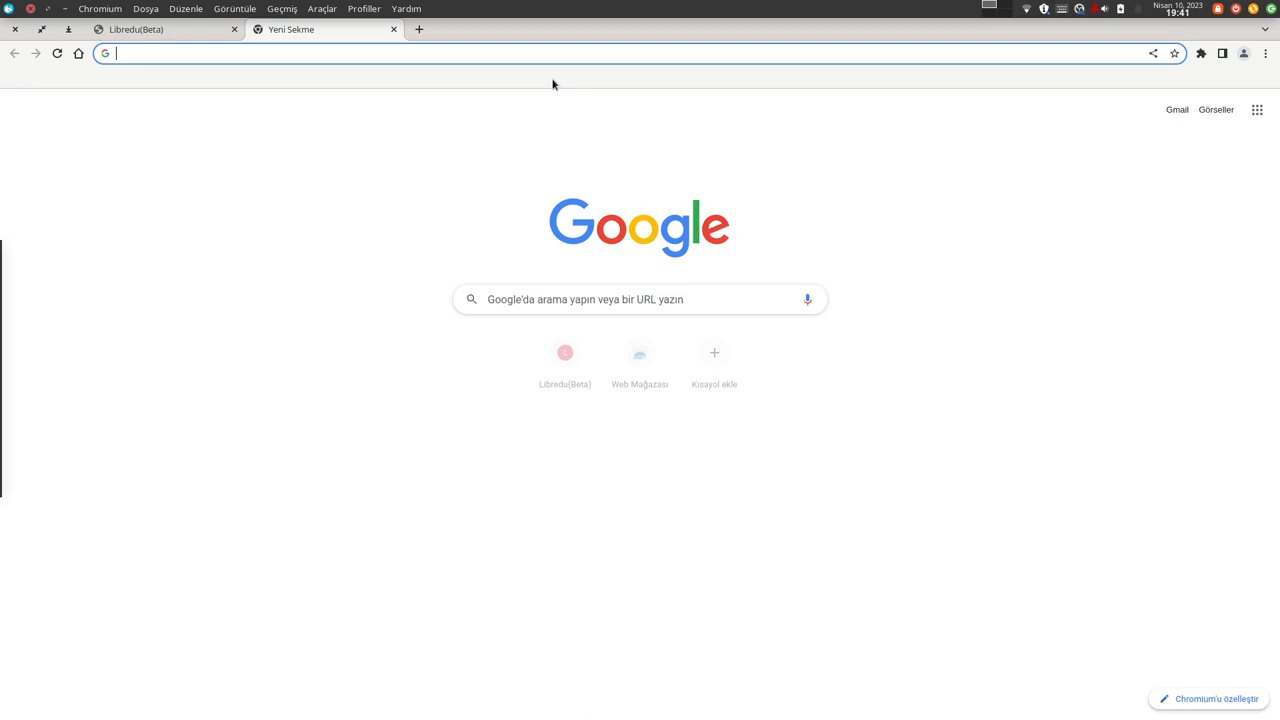 Chromium Dosya Düzenle Görüntüle Geçmiş Araçlar Profiller Yardım
Nisan 10, 2023
19:41
Libredu(Beta)
Yeni Sekme
Gmail Görseller
Google
Google'da arama yapın veya bir URL yazın
L
Libredu(Beta) Web Mağazası Kısayol ekle
Chromium'u özelleştir